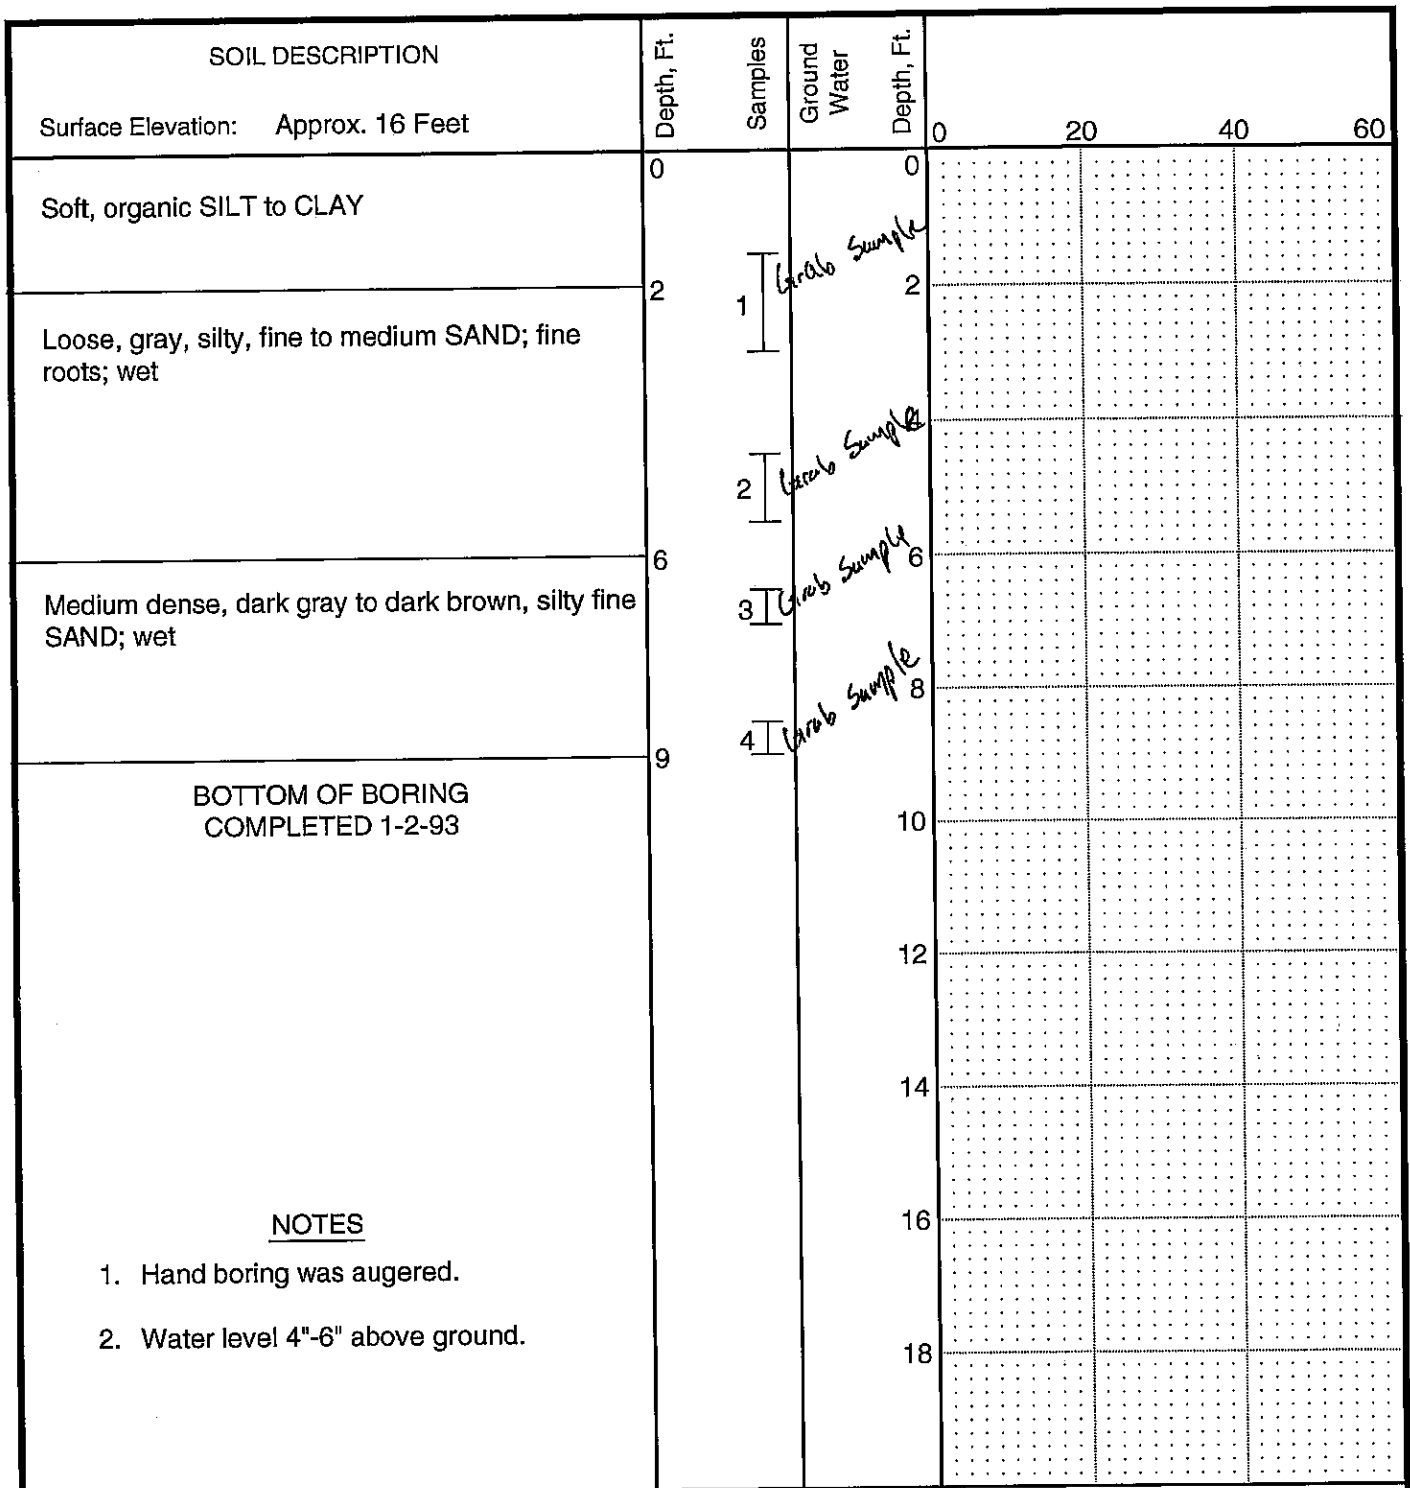 SOIL DESCRIPTION
Surface Elevation: Approx. 16 Feet
Depth, Ft.
Samples
Ground
Water
Depth, Ft.
0 20 40 60
0
0
Soft, organic SILT to CLAY
Grab Sample
2
1
2
Loose, gray, silty, fine to medium SAND; fine
roots; wet
4
Grab Sample
2
6
6
Grab Sample
Medium dense, dark gray to dark brown, silty fine
SAND; wet
3
8
Grab Sample
4
9
BOTTOM OF BORING
COMPLETED 1-2-93
10
12
14
16
18
NOTES
1. Hand boring was augered.
2. Water level 4"-6" above ground.